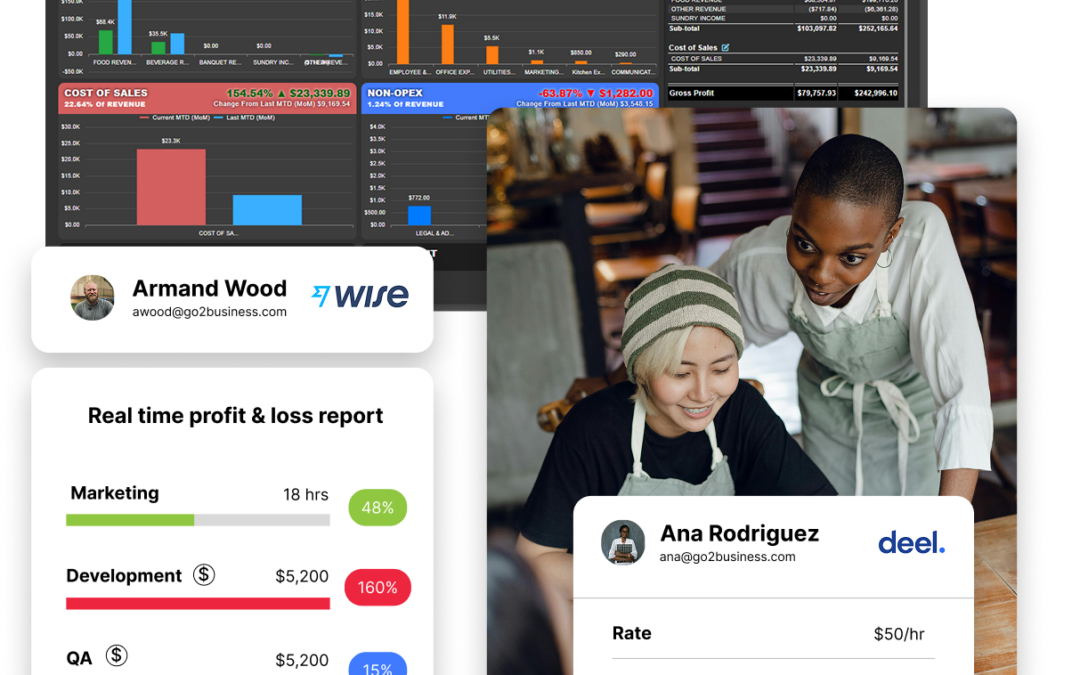 $150.0K
$100.0K
$50.0K
$0.00
-$50.0K
$68.4K
$35.5K
$0.00
$0.00
FOOD REVEN...
BEVERAGE R...
BANQUET RE...
SUNDRY INC...
$15.0K
$10.0K
$5.0K
$0.00
$11.9K
$5.5K
$1.1K
$850.00
$290.00
EMPLOYEE &...
OFFICE EXP...
UTILITIES...
MARKETING...
Kitchen Ex...
COMMUNICAT...
OTHER REVENUE ($717.84) ($6,361.28)
SUNDRY INCOME $0.00 $0.00
Sub-total $103,097.82 $252,165.64
Cost of Sales
COST OF SALES $23,339.89 $9,169.54
Sub-total $23,339.89 $9,169.54
Gross Profit $79,757.93 $242,996.10
COST OF SALES 154.54% ▲ $23,339.89
22.64% Of REVENUE Change From Last MTD (MoM) $9,169.54
Current MTD (MoM) Last MTD (MoM)
$30.0K
$25.0K
$20.0K
$15.0K
$10.0K
$5.0K
$0.00
$23.3K
COST OF SA...
NON-OPEX -63.87% ▼ $1,282.00
1.24% Of REVENUE Change From Last MTD (MoM) $3,548.15
Current MT
$4.0K
$3.5K
$3.0K
$2.5K
$2.0K
$1.5K
$1.0K
$500.00
$0.00
$772.00
LEGAL & AD...
Armand Wood
awood@go2business.com
wise
Real time profit & loss report
Marketing 18 hrs 48%
Development $ $5,200 160%
QA $ $5,200 15%
Ana Rodriguez
ana@go2business.com
deel.
Rate $50/hr